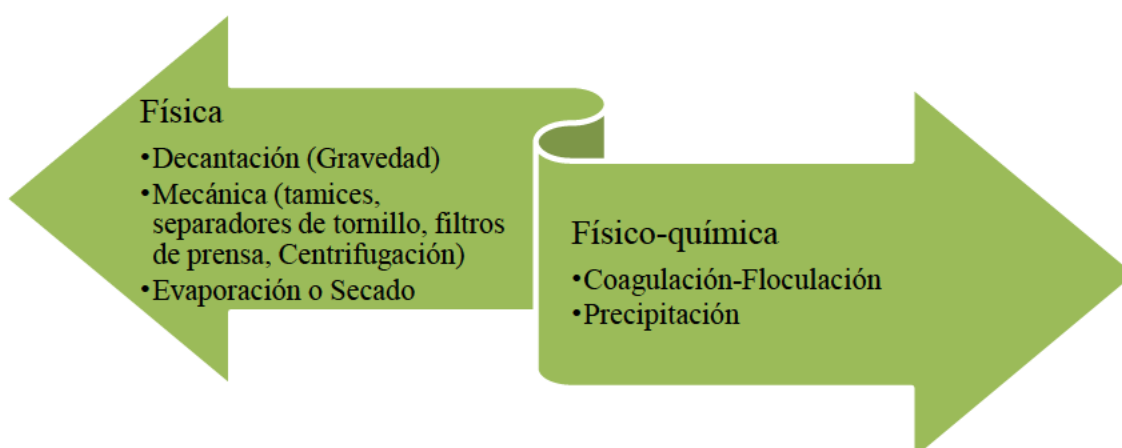 Física
•Decantación (Gravedad)
•Mecánica (tamices,
separadores de tornillo, filtros
de prensa, Centrifugación)
•Evaporación o Secado
Físico-química
•Coagulación-Floculación
•Precipitación